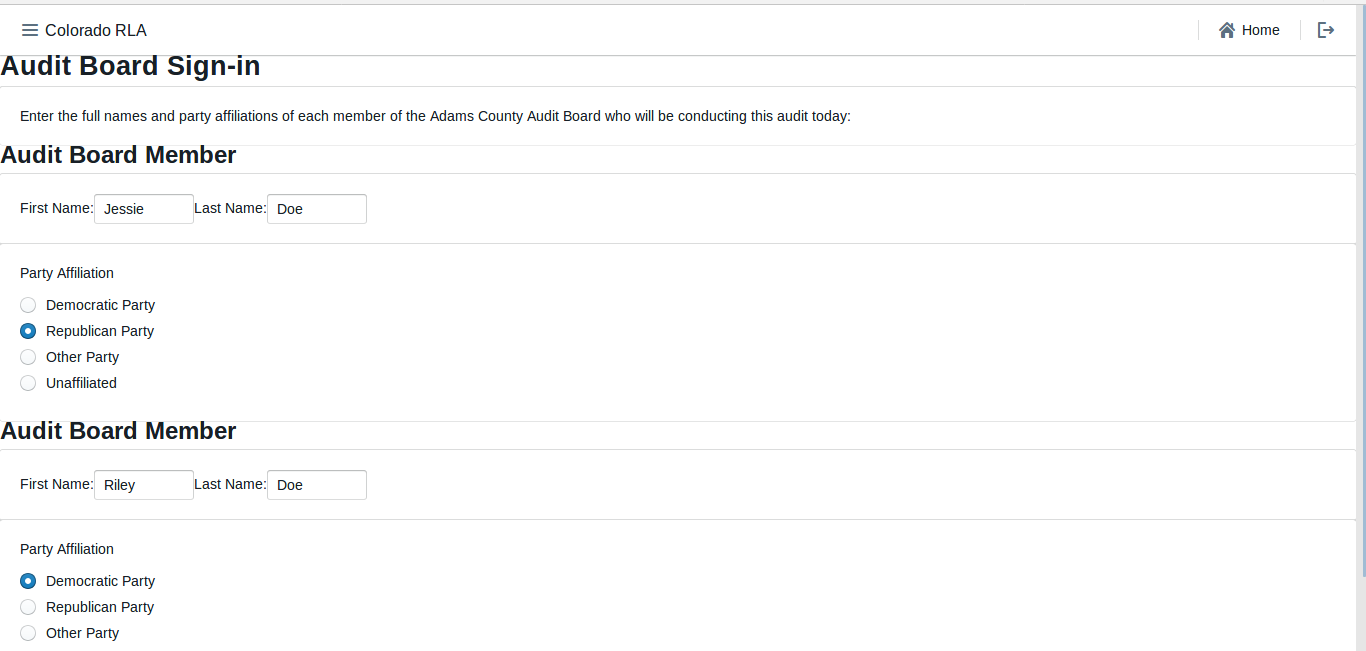 Colorado RLA Home
Audit Board Sign-in
Enter the full names and party affiliations of each member of the Adams County Audit Board who will be conducting this audit today:
Audit Board Member
First Name: Jessie Last Name: Doe
Party Affiliation
Democratic Party
Republican Party
Other Party
Unaffiliated
Audit Board Member
First Name: Riley Last Name: Doe
Party Affiliation
Democratic Party
Republican Party
Other Party